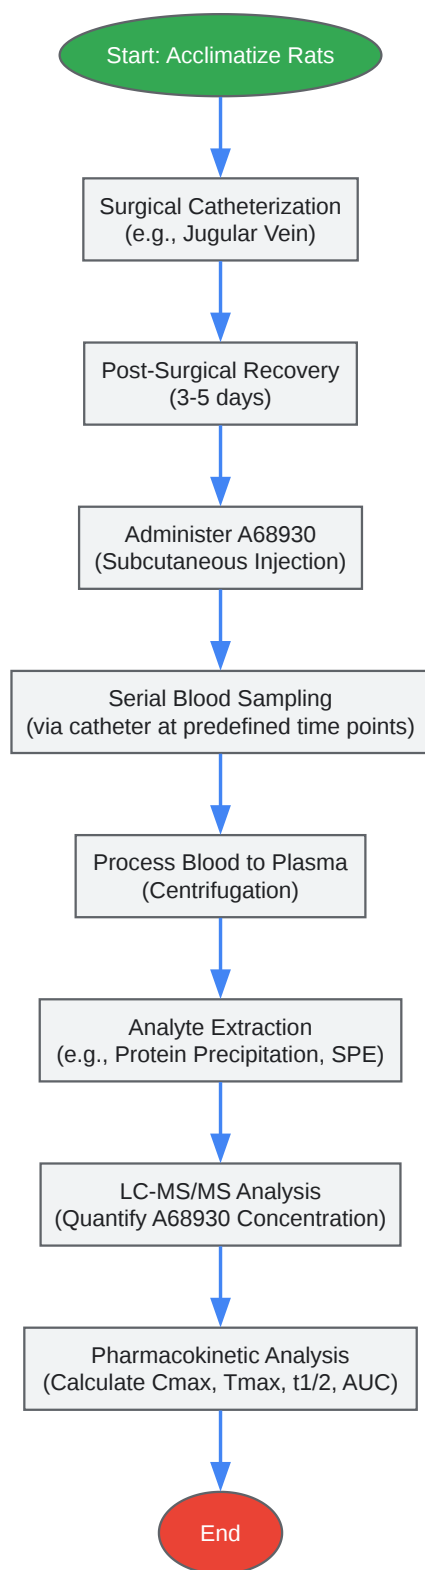 Start: Acclimatize Rats
Surgical Catheterization
(e.g., Jugular Vein)
Post-Surgical Recovery
(3-5 days)
Administer A68930
(Subcutaneous Injection)
Serial Blood Sampling
(via catheter at predefined time points)
Process Blood to Plasma
(Centrifugation)
Analyte Extraction
(e.g., Protein Precipitation, SPE)
LC-MS/MS Analysis
(Quantify A68930 Concentration)
Pharmacokinetic Analysis
(Calculate Cmax, Tmax, t1/2, AUC)
End